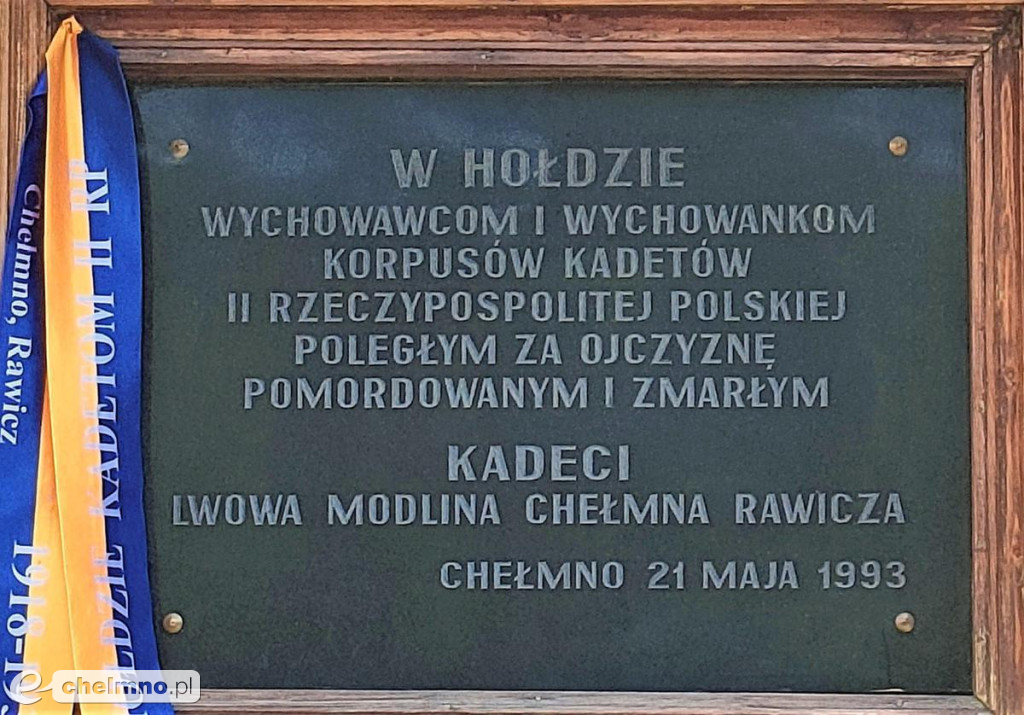 W HOŁDZIE
WYCHOWAWCOM I WYCHOWANKOM
KORPUSÓW KADETÓW
II RZECZYPOSPOLITEJ POLSKIEJ
POLEGŁYM ZA OJCZYZNĘ
POMORDOWANYM I ZMARŁYM
KADECI
LWOWA MODLINA CHEŁMNA RAWICZA
CHEŁMNO 21 MAJA 1993
KADETOM II RP
Chełmno, Rawicz
chelmno.pl